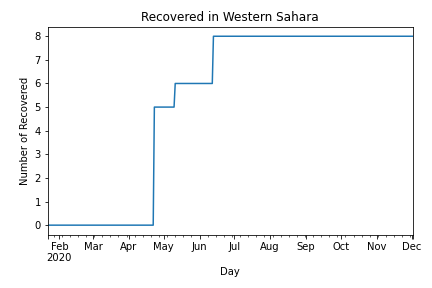 Recovered in Western Sahara
Number of Recovered
8
7
6
5
4
3
2
1
0
Feb Mar Apr May Jun Jul Aug Sep Oct Nov Dec
2020
Day